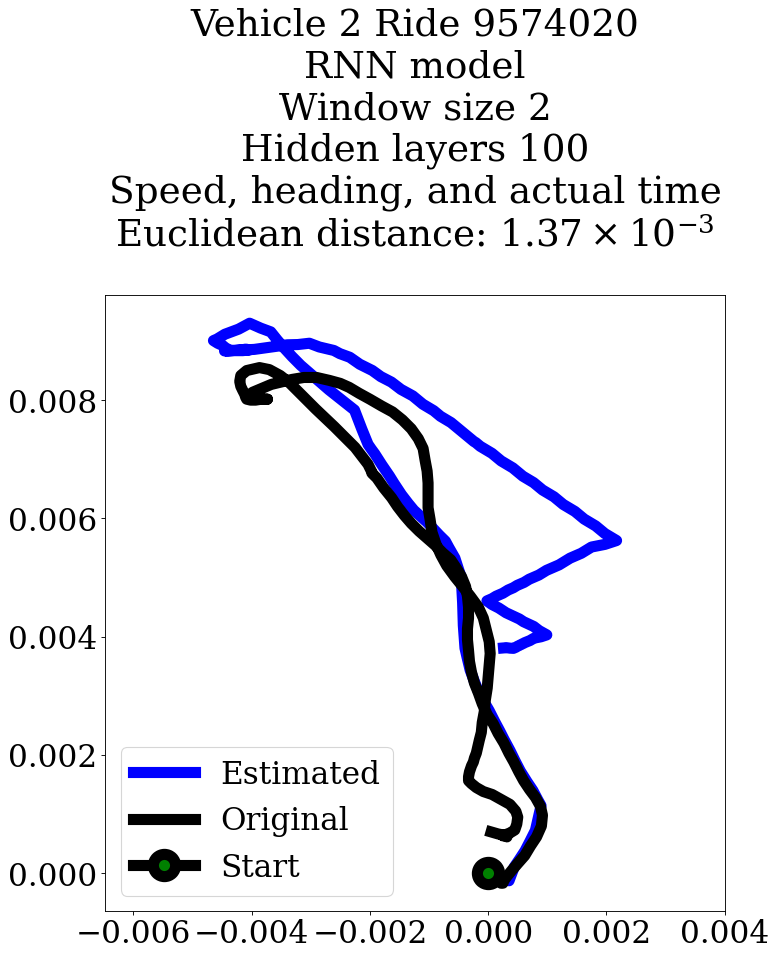 Vehicle 2 Ride 9574020
RNN model
Window size 2
Hidden layers 100
Speed, heading, and actual time
Euclidean distance: 1.37 × 10⁻³
0.008
0.006
0.004
0.002
0.000
Estimated
Original
Start
−0.006 −0.004 −0.002 0.000 0.002 0.004